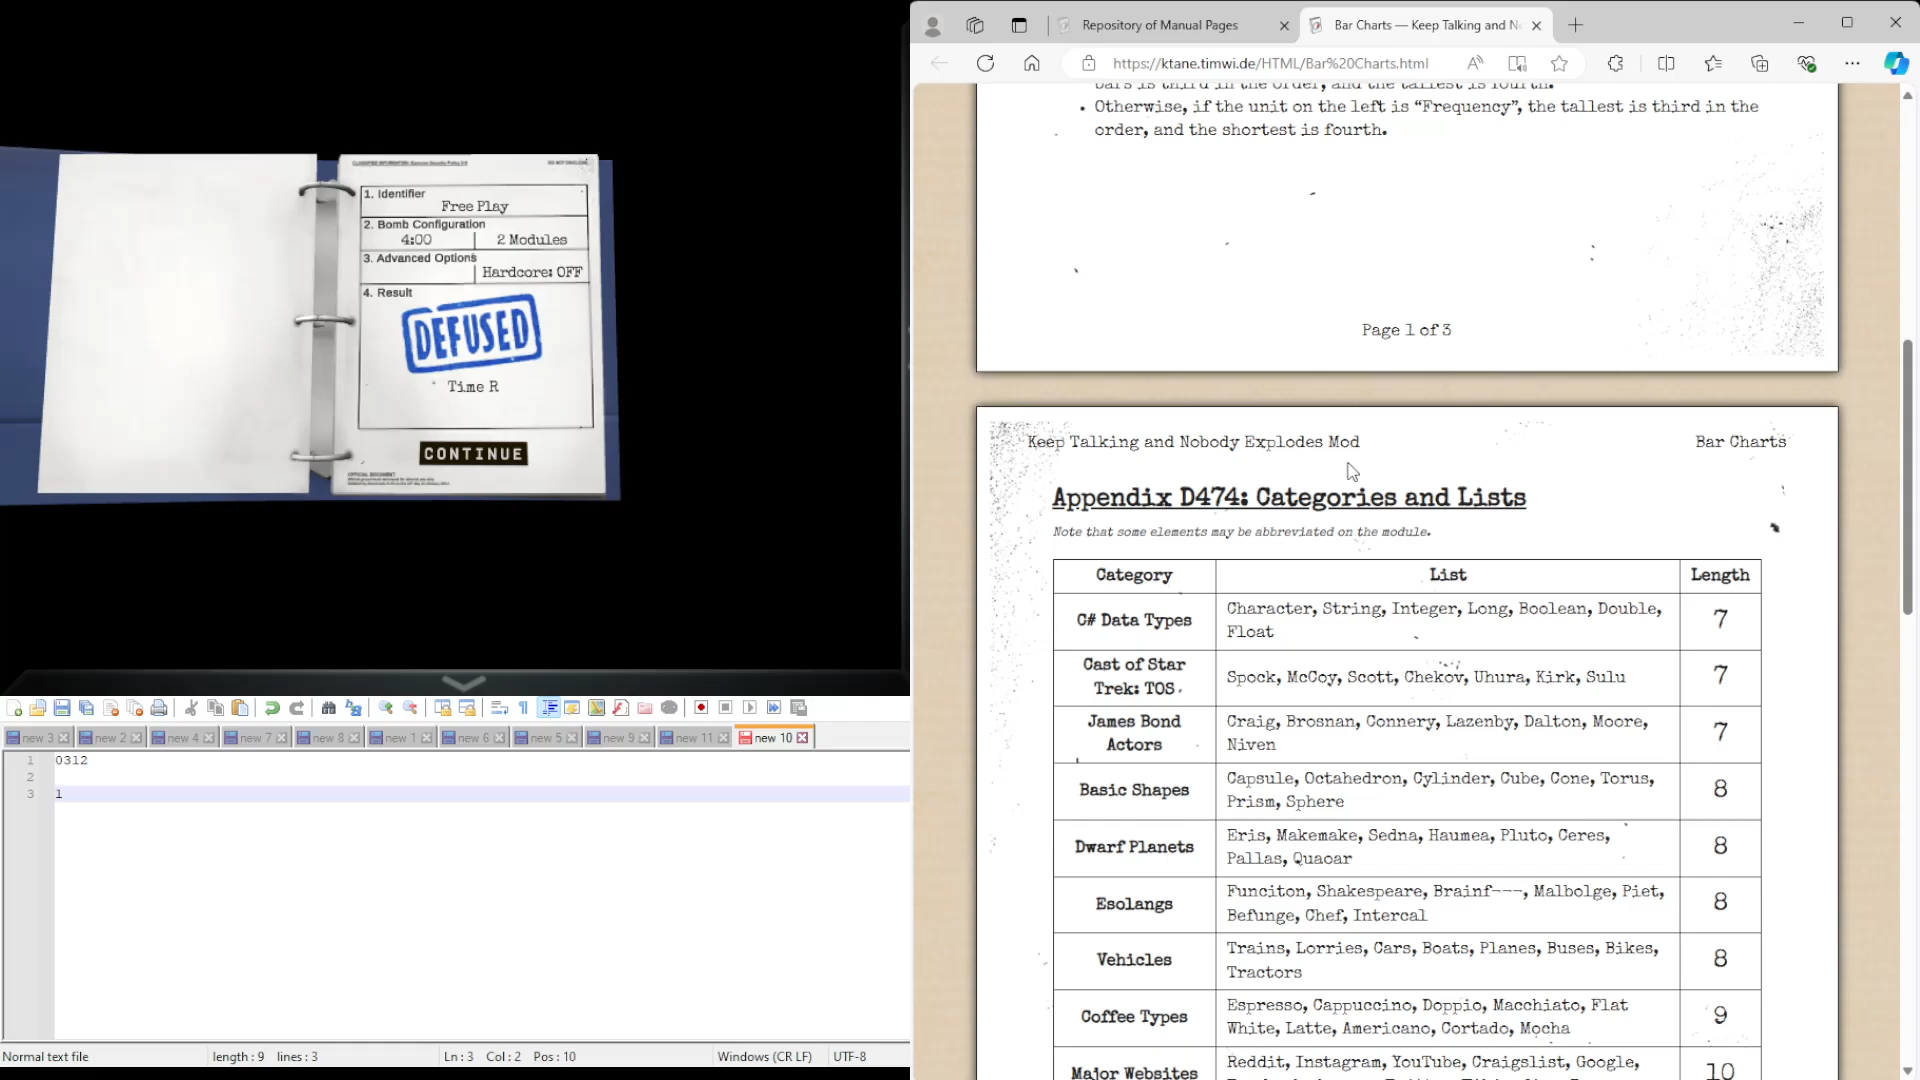 Repository of Manual Pages
Bar Charts — Keep Talking and N
https://ktane.timwi.de/HTML/Bar%20Charts.html
bars is third in the order, and the tallest is fourth.
• Otherwise, if the unit on the left is “Frequency”, the tallest is third in the
order, and the shortest is fourth.
Page 1 of 3
Keep Talking and Nobody Explodes Mod
Bar Charts
Appendix D474: Categories and Lists
Note that some elements may be abbreviated on the module.
Category
List
Length
C# Data Types
Character, String, Integer, Long, Boolean, Double,
Float
7
Cast of Star
Trek: TOS
Spock, McCoy, Scott, Chekov, Uhura, Kirk, Sulu
7
James Bond
Actors
Craig, Brosnan, Connery, Lazenby, Dalton, Moore,
Niven
7
Basic Shapes
Capsule, Octahedron, Cylinder, Cube, Cone, Torus,
Prism, Sphere
8
Dwarf Planets
Eris, Makemake, Sedna, Haumea, Pluto, Ceres,
Pallas, Quaoar
8
Esolangs
Funciton, Shakespeare, Brainf---, Malbolge, Piet,
Befunge, Chef, Intercal
8
Vehicles
Trains, Lorries, Cars, Boats, Planes, Buses, Bikes,
Tractors
8
Coffee Types
Espresso, Cappuccino, Doppio, Macchiato, Flat
White, Latte, Americano, Cortado, Mocha
9
Major Websites
Reddit, Instagram, YouTube, Craigslist, Google,
10
1. Identifier
Free Play
2. Bomb Configuration
4:00
2 Modules
3. Advanced Options
Hardcore: OFF
4. Result
DEFUSED
Time R
CONTINUE
new 3
new 2
new 4
new 7
new 8
new 1
new 6
new 5
new 9
new 11
new 10
1 0312
2
3 1
Normal text file
length : 9 lines : 3
Ln : 3 Col : 2 Pos : 10
Windows (CR LF)
UTF-8